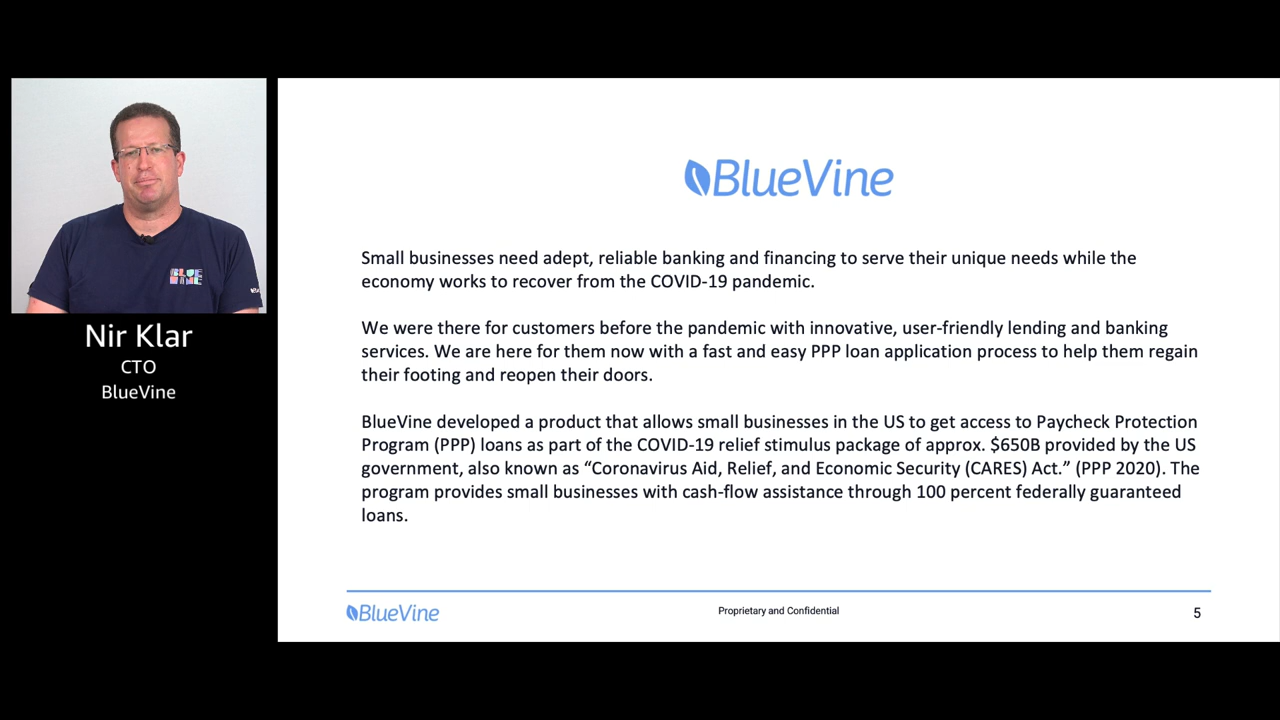 BLUE
VINE
Nir Klar
CTO
BlueVine
BlueVine
Small businesses need adept, reliable banking and financing to serve their unique needs while the
economy works to recover from the COVID-19 pandemic.
We were there for customers before the pandemic with innovative, user-friendly lending and banking
services. We are here for them now with a fast and easy PPP loan application process to help them regain
their footing and reopen their doors.
BlueVine developed a product that allows small businesses in the US to get access to Paycheck Protection
Program (PPP) loans as part of the COVID-19 relief stimulus package of approx. $650B provided by the US
government, also known as “Coronavirus Aid, Relief, and Economic Security (CARES) Act.” (PPP 2020). The
program provides small businesses with cash-flow assistance through 100 percent federally guaranteed
loans.
BlueVine
Proprietary and Confidential
5